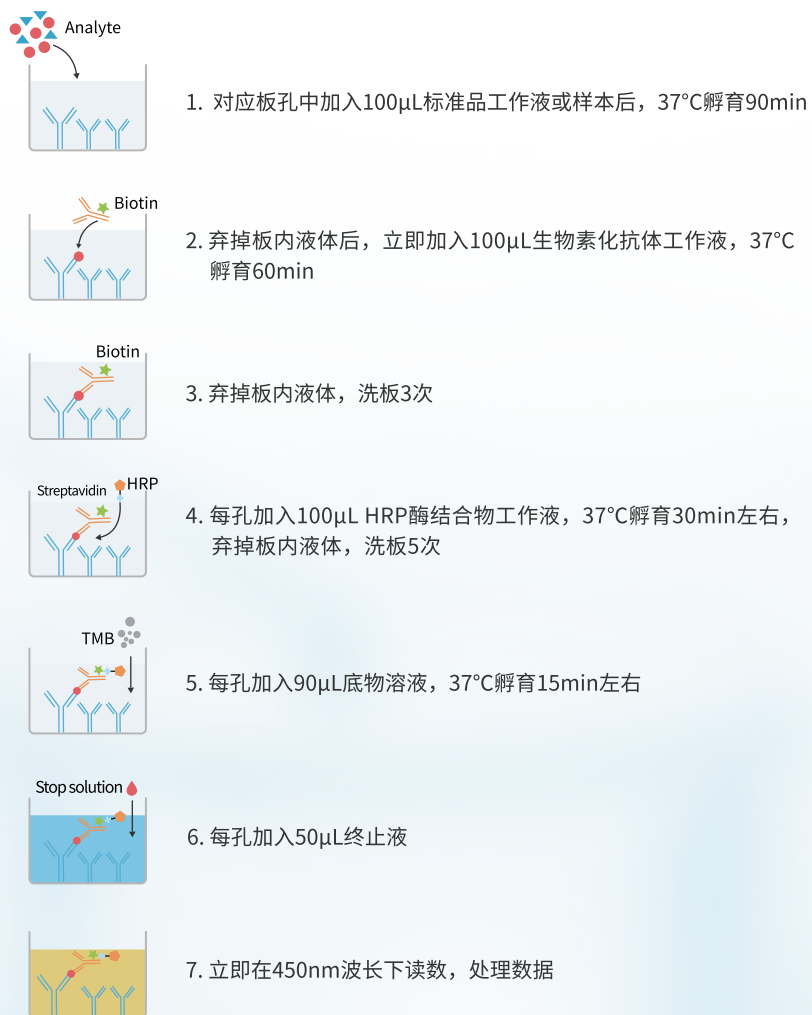 Analyte
1. 对应板孔中加入100μL标准品工作液或样本后，37℃孵育90min
Biotin
2. 弃掉板内液体后，立即加入100μL生物素化抗体工作液，37℃
孵育60min
Biotin
3. 弃掉板内液体，洗板3次
HRP
Streptavidin
4. 每孔加入100μL HRP酶结合物工作液，37℃孵育30min左右，
弃掉板内液体，洗板5次
TMB
5. 每孔加入90μL底物溶液，37℃孵育15min左右
Stop solution
6. 每孔加入50μL终止液
7. 立即在450nm波长下读数，处理数据